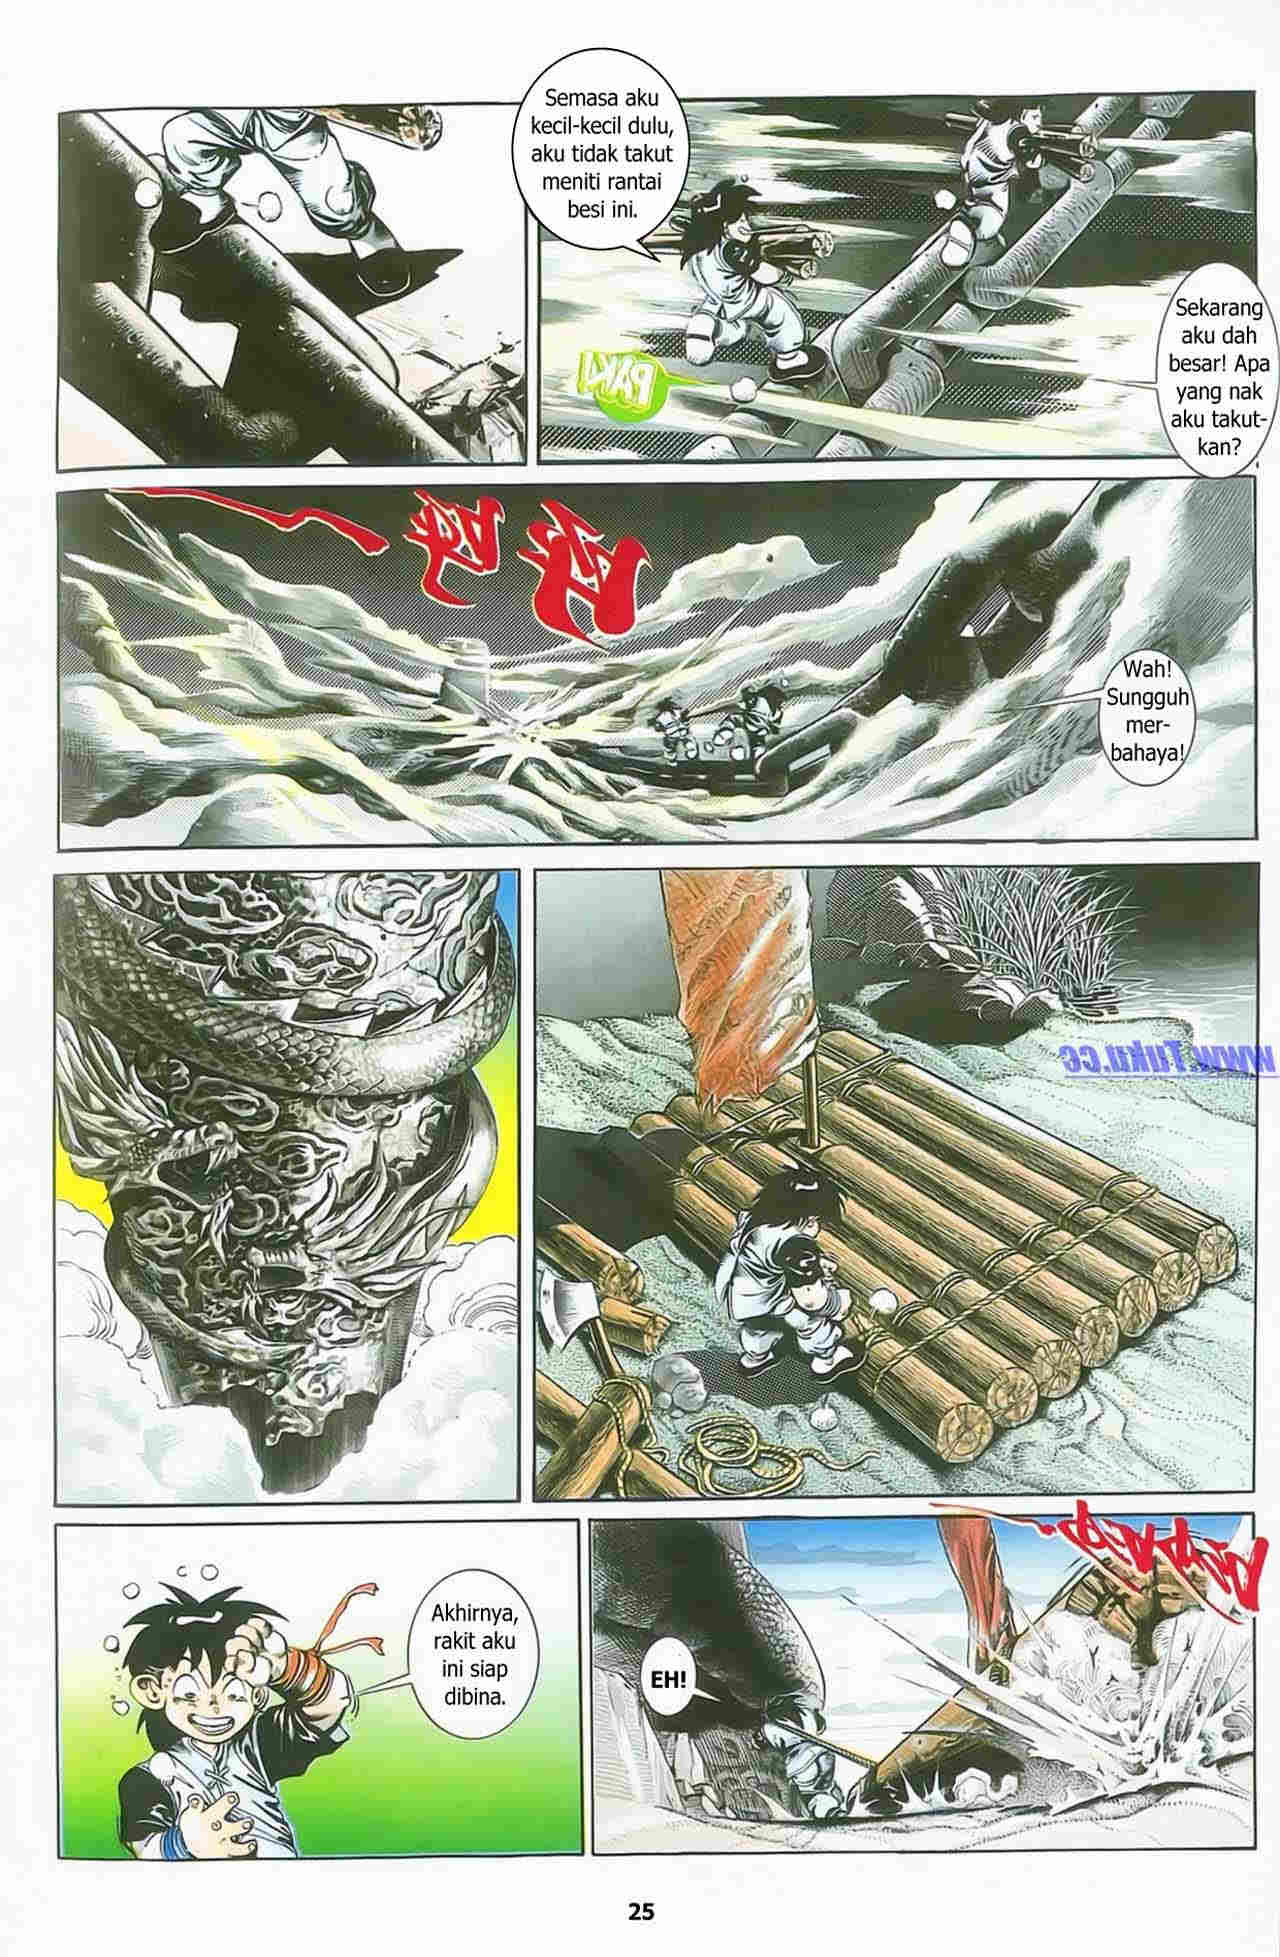 Semasa aku
kecil-kecil dulu,
aku tidak takut
meniti rantai
besi ini.
Sekarang
aku dah
besar! Apa
yang nak
aku takut-
kan?
PAK!
Wah!
Sungguh
mer-
bahaya!
www.Tuku.cc
Akhirnya,
rakit aku
ini siap
dibina.
EH!
25